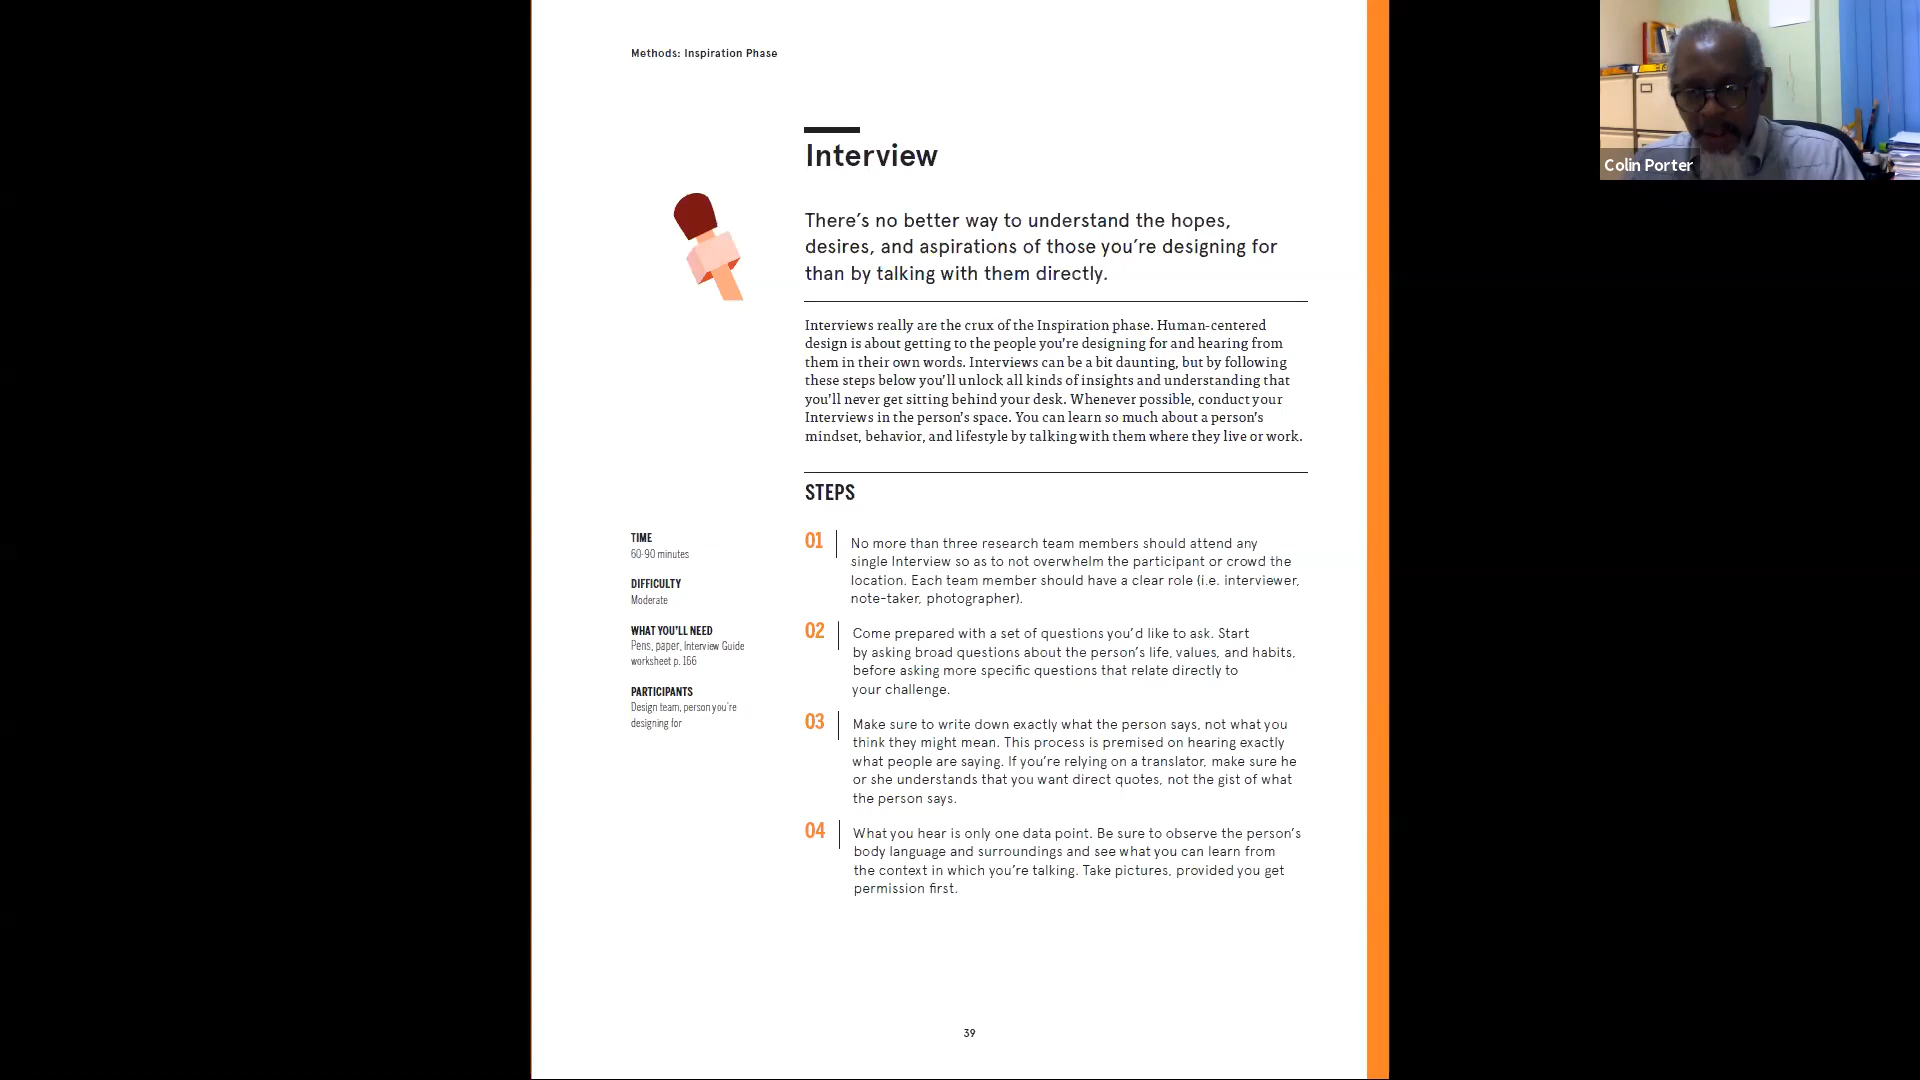 Methods: Inspiration Phase
Interview
There's no better way to understand the hopes,
desires, and aspirations of those you're designing for
than by talking with them directly.
Interviews really are the crux of the Inspiration phase. Human-centered
design is about getting to the people you're designing for and hearing from
them in their own words. Interviews can be a bit daunting, but by following
these steps below you'll unlock all kinds of insights and understanding that
you'll never get sitting behind your desk. Whenever possible, conduct your
Interviews in the person's space. You can learn so much about a person's
mindset, behavior, and lifestyle by talking with them where they live or work.
STEPS
TIME
60-90 minutes
DIFFICULTY
Moderate
WHAT YOU'LL NEED
Pens, paper, Interview Guide
worksheet p. 166
PARTICIPANTS
Design team, person you're
designing for
01 No more than three research team members should attend any
single Interview so as to not overwhelm the participant or crowd the
location. Each team member should have a clear role (i.e. interviewer,
note-taker, photographer).
02 Come prepared with a set of questions you'd like to ask. Start
by asking broad questions about the person's life, values, and habits,
before asking more specific questions that relate directly to
your challenge.
03 Make sure to write down exactly what the person says, not what you
think they might mean. This process is premised on hearing exactly
what people are saying. If you're relying on a translator, make sure he
or she understands that you want direct quotes, not the gist of what
the person says.
04 What you hear is only one data point. Be sure to observe the person's
body language and surroundings and see what you can learn from
the context in which you're talking. Take pictures, provided you get
permission first.
39
Colin Porter